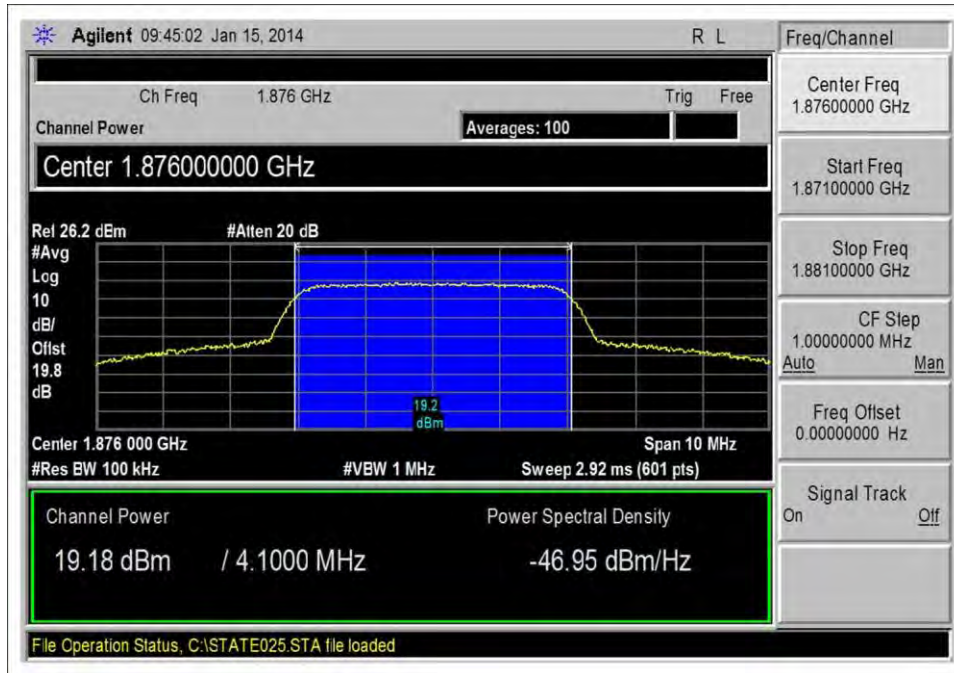 Agilent 09:45:02 Jan 15, 2014 R L
Ch Freq 1.876 GHz Trig Free
Channel Power Averages: 100
Center 1.876000000 GHz
Ref 26.2 dBm #Atten 20 dB
#Avg
Log
10
dB/
Offst
19.8
dB
19.2
dBm
Center 1.876 000 GHz Span 10 MHz
#Res BW 100 kHz #VBW 1 MHz Sweep 2.92 ms (601 pts)
Channel Power Power Spectral Density
19.18 dBm / 4.1000 MHz -46.95 dBm/Hz
File Operation Status, C:\STATE025.STA file loaded
Freq/Channel
Center Freq
1.87600000 GHz
Start Freq
1.87100000 GHz
Stop Freq
1.88100000 GHz
CF Step
1.00000000 MHz
Auto Man
Freq Offset
0.00000000 Hz
Signal Track
On Off